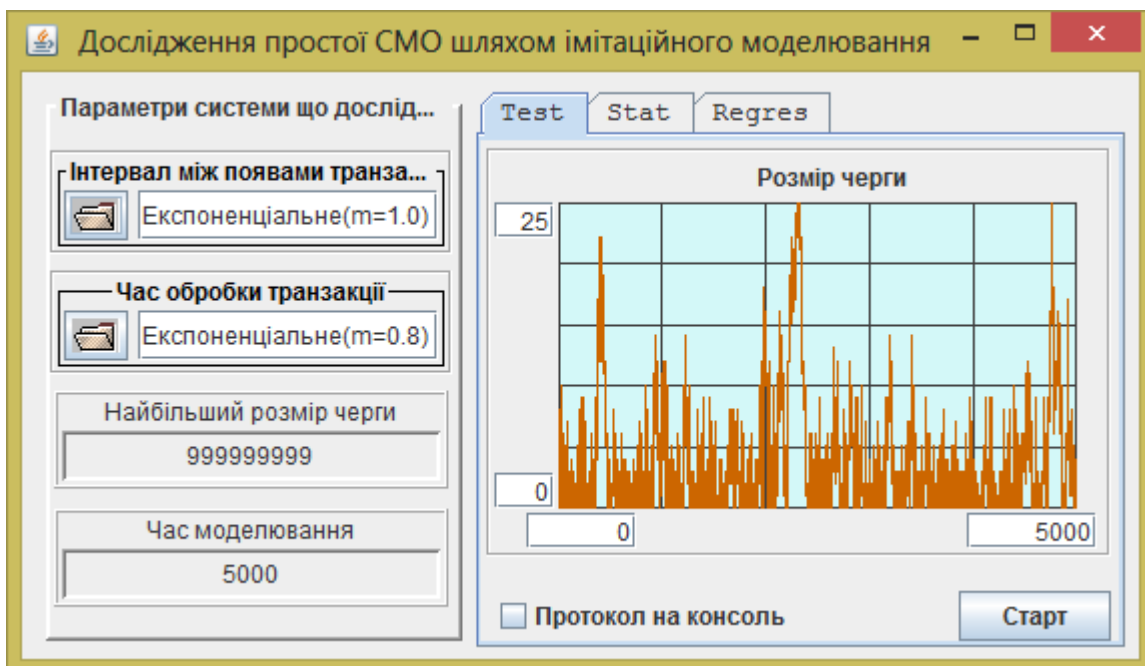 Дослідження простої СМО шляхом імітаційного моделювання
Параметри системи що дослід...
Інтервал між появами транза...
Експоненціальне(m=1.0)
Час обробки транзакції
Експоненціальне(m=0.8)
Найбільший розмір черги
999999999
Час моделювання
5000
Test Stat Regres
Розмір черги
25
0
0 5000
Протокол на консоль
Старт